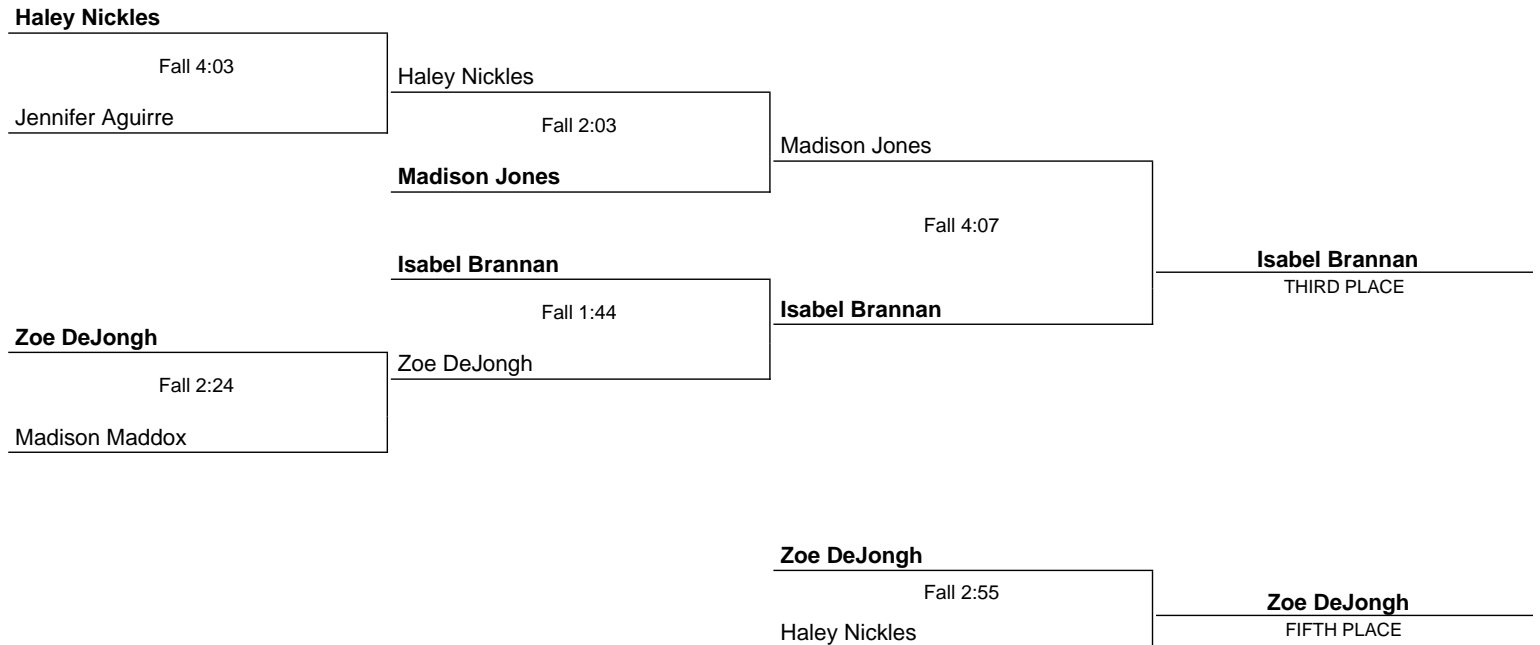 Haley Nickles
Fall 4:03
Jennifer Aguirre
Haley Nickles
Fall 2:03
Madison Jones
Madison Jones
Fall 4:07
Isabel Brannan
Fall 1:44
Zoe DeJongh
Isabel Brannan
Isabel Brannan
THIRD PLACE
Zoe DeJongh
Fall 2:24
Madison Maddox
Zoe DeJongh
Fall 2:55
Haley Nickles
Zoe DeJongh
FIFTH PLACE